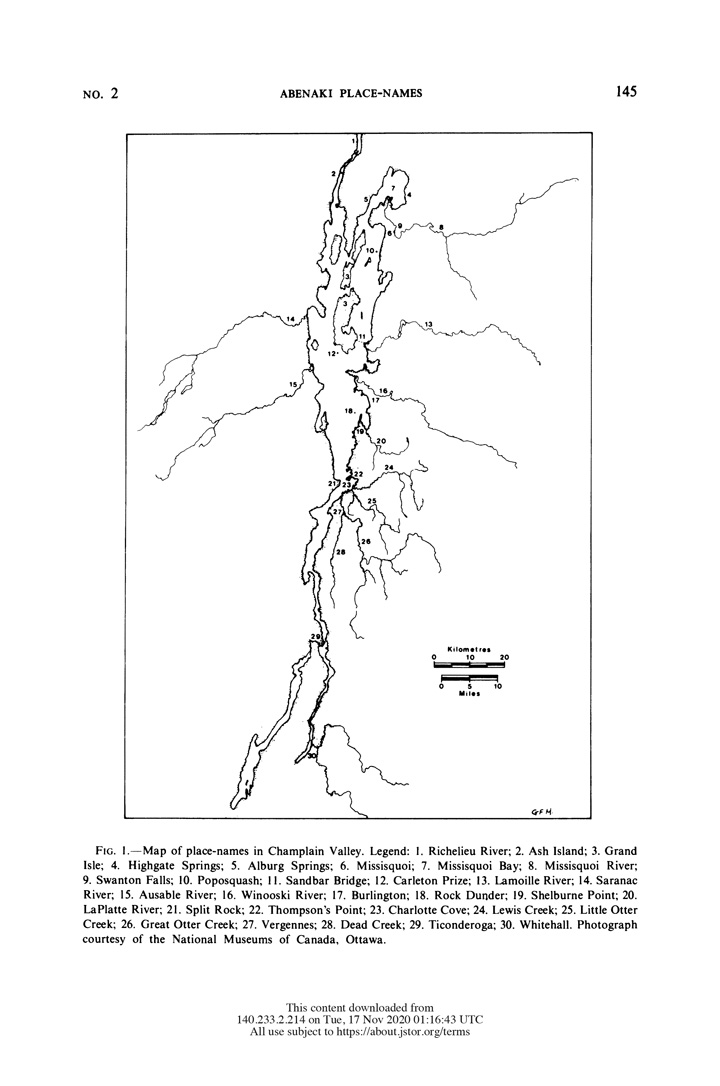 NO. 2 ABENAKI PLACE-NAMES 145
1
2
7
5
4
9
8
6
10
3
3
14
13
11
12
15
16
17
18
19
20
24
22
21 23
25
27
26
28
29
Kilometres
0 10 20
0 5 10
Miles
30
G.F.M.
FIG. 1.—Map of place-names in Champlain Valley. Legend: 1. Richelieu River; 2. Ash Island; 3. Grand
Isle; 4. Highgate Springs; 5. Alburg Springs; 6. Missisquoi; 7. Missisquoi Bay; 8. Missisquoi River;
9. Swanton Falls; 10. Poposquash; 11. Sandbar Bridge; 12. Carleton Prize; 13. Lamoille River; 14. Saranac
River; 15. Ausable River; 16. Winooski River; 17. Burlington; 18. Rock Dunder; 19. Shelburne Point; 20.
LaPlatte River; 21. Split Rock; 22. Thompson's Point; 23. Charlotte Cove; 24. Lewis Creek; 25. Little Otter
Creek; 26. Great Otter Creek; 27. Vergennes; 28. Dead Creek; 29. Ticonderoga; 30. Whitehall. Photograph
courtesy of the National Museums of Canada, Ottawa.
This content downloaded from
140.233.2.214 on Tue, 17 Nov 2020 01:16:43 UTC
All use subject to https://about.jstor.org/terms